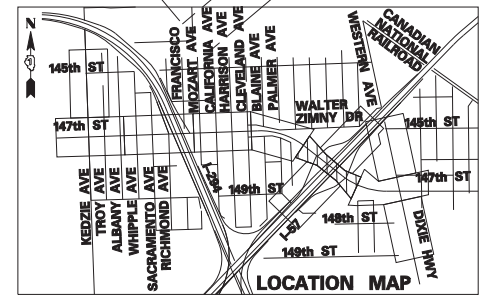 N
CANADIAN
NATIONAL
RAILROAD
WESTERN AVE
FRANCISCO
MOZART AVE
CALIFORNIA AVE
HARRISON AVE
CLEVELAND AVE
BLAINE AVE
PALMER AVE
145th ST
WALTER
ZIMNY DR
147th ST
145th ST
I-294
149th ST
147th ST
KEDZIE AVE
TROY AVE
ALBANY AVE
WHIPPLE AVE
SACRAMENTO AVE
RICHMOND AVE
I-57
148th ST
DIXIE HWY
149th ST
LOCATION MAP